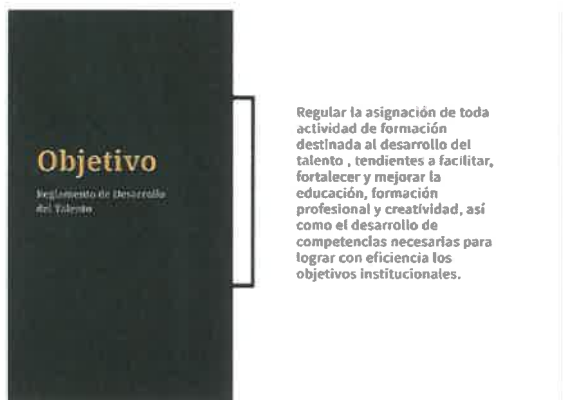 Objetivo
Reglamento de Desarrollo
del Talento
Regular la asignación de toda
actividad de formación
destinada al desarrollo del
talento , tendientes a facilitar,
fortalecer y mejorar la
educación, formación
profesional y creatividad, así
como el desarrollo de
competencias necesarias para
lograr con eficiencia los
objetivos institucionales.